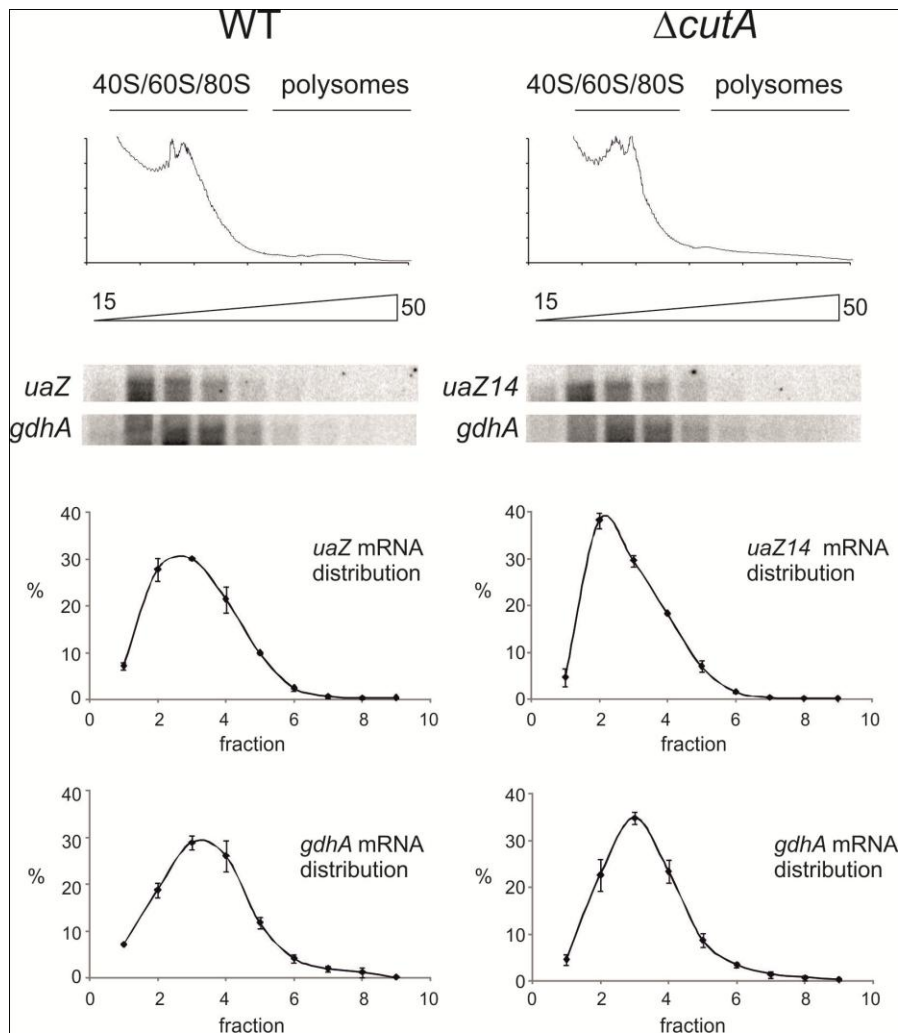 WT
ΔcutA
40S/60S/80S polysomes
40S/60S/80S polysomes
15 50
15 50
uaZ
gdhA
uaZ14
gdhA
40
30
20
10
0
%
uaZ mRNA
distribution
0 2 4 6 8 10
fraction
40
30
20
10
0
%
uaZ14 mRNA
distribution
0 2 4 6 8 10
fraction
40
30
20
10
0
%
gdhA mRNA
distribution
0 2 4 6 8 10
fraction
40
30
20
10
0
%
gdhA mRNA
distribution
0 2 4 6 8 10
fraction